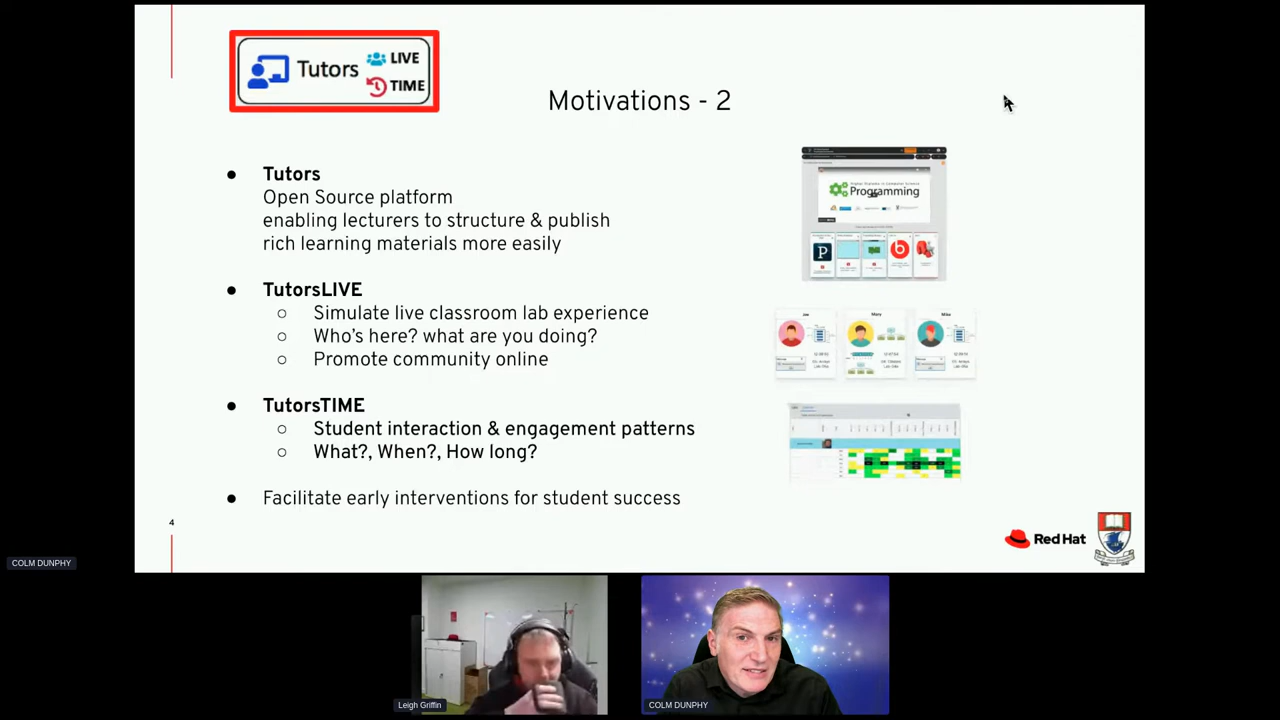 Tutors
LIVE
TIME
Motivations - 2
● Tutors
Open Source platform
enabling lecturers to structure & publish
rich learning materials more easily
Programming
● TutorsLIVE
○ Simulate live classroom lab experience
○ Who's here? what are you doing?
○ Promote community online
Joe
Mary
Mike
● TutorsTIME
○ Student interaction & engagement patterns
○ What?, When?, How long?
● Facilitate early interventions for student success
4
Red Hat
COLM DUNPHY
Leigh Griffin
COLM DUNPHY